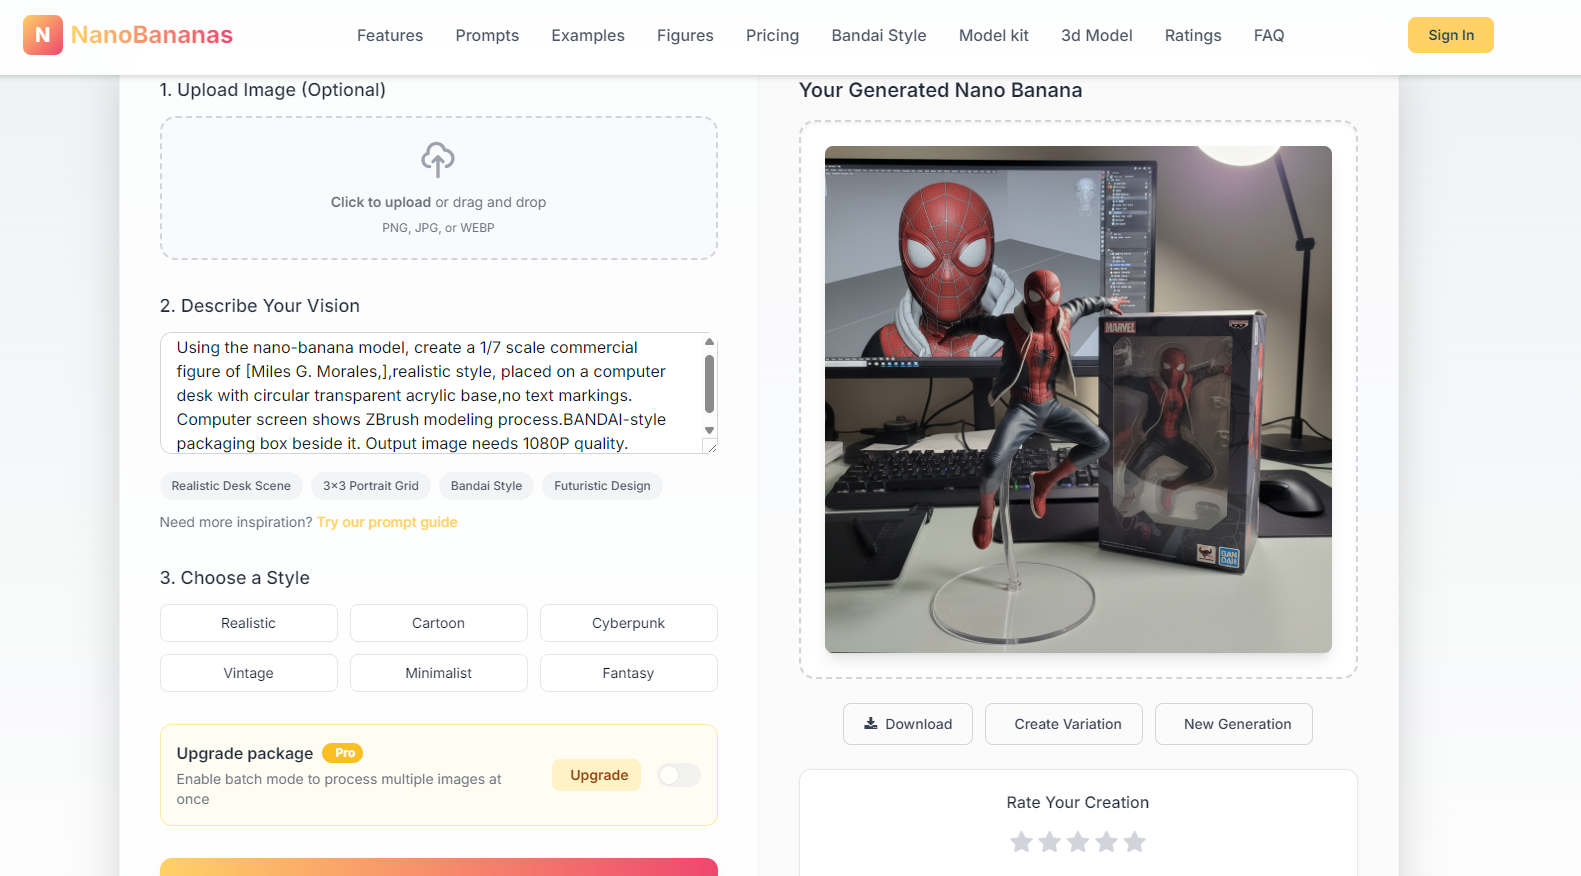 N NanoBananas
Features Prompts Examples Figures Pricing Bandai Style Model kit 3d Model Ratings FAQ
Sign In
1. Upload Image (Optional)
Click to upload or drag and drop
PNG, JPG, or WEBP
2. Describe Your Vision
Using the nano-banana model, create a 1/7 scale commercial
figure of [Miles G. Morales,],realistic style, placed on a computer
desk with circular transparent acrylic base,no text markings.
Computer screen shows ZBrush modeling process.BANDAI-style
packaging box beside it. Output image needs 1080P quality.
Realistic Desk Scene 3×3 Portrait Grid Bandai Style Futuristic Design
Need more inspiration? Try our prompt guide
3. Choose a Style
Realistic Cartoon Cyberpunk
Vintage Minimalist Fantasy
Upgrade package Pro
Enable batch mode to process multiple images at
once
Upgrade
Your Generated Nano Banana
MARVEL
BAN
DAI
Download Create Variation New Generation
Rate Your Creation